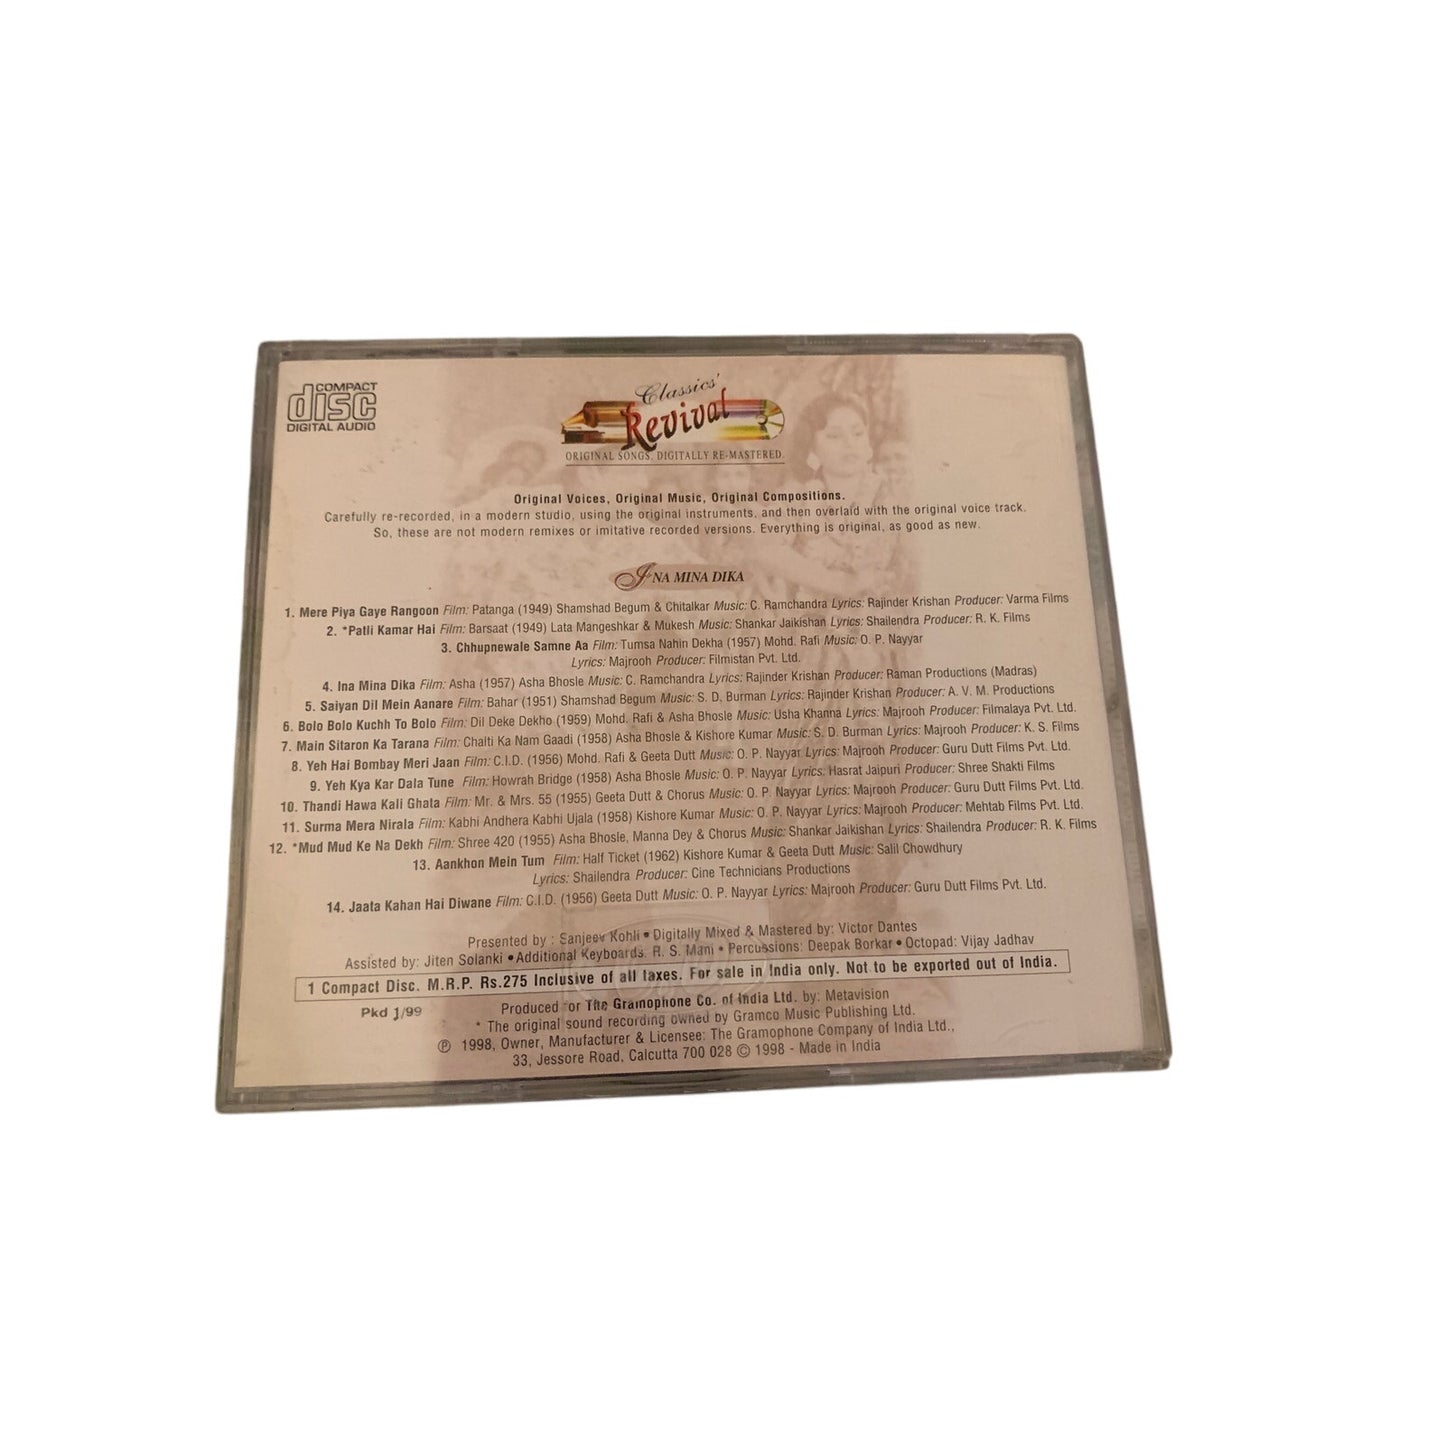 COMPACT
disc
DIGITAL AUDIO
Classics'
Revival
ORIGINAL SONGS. DIGITALLY RE-MASTERED.
Original Voices, Original Music, Original Compositions.
Carefully re-recorded, in a modern studio, using the original instruments, and then overlaid with the original voice track.
So, these are not modern remixes or imitative recorded versions. Everything is original, as good as new.
INA MINA DIKA
1. Mere Piya Gaye Rangoon Film: Patanga (1949) Shamshad Begum & Chitalkar Music: C. Ramchandra Lyrics: Rajinder Krishan Producer: Varma Films
2. *Patli Kamar Hai Film: Barsaat (1949) Lata Mangeshkar & Mukesh Music: Shankar Jaikishan Lyrics: Shailendra Producer: R. K. Films
3. Chhupnewale Samne Aa Film: Tumsa Nahin Dekha (1957) Mohd. Rafi Music: O. P. Nayyar
Lyrics: Majrooh Producer: Filmistan Pvt. Ltd.
4. Ina Mina Dika Film: Asha (1957) Asha Bhosle Music: C. Ramchandra Lyrics: Rajinder Krishan Producer: Raman Productions (Madras)
5. Saiyan Dil Mein Aanare Film: Bahar (1951) Shamshad Begum Music: S. D. Burman Lyrics: Rajinder Krishan Producer: A. V. M. Productions
6. Bolo Bolo Kuchh To Bolo Film: Dil Deke Dekho (1959) Mohd. Rafi & Asha Bhosle Music: Usha Khanna Lyrics: Majrooh Producer: Filmalaya Pvt. Ltd.
7. Main Sitaron Ka Tarana Film: Chalti Ka Nam Gaadi (1958) Asha Bhosle & Kishore Kumar Music: S. D. Burman Lyrics: Majrooh Producer: K. S. Films
8. Yeh Hai Bombay Meri Jaan Film: C.I.D. (1956) Mohd. Rafi & Geeta Dutt Music: O. P. Nayyar Lyrics: Majrooh Producer: Guru Dutt Films Pvt. Ltd.
9. Yeh Kya Kar Dala Tune Film: Howrah Bridge (1958) Asha Bhosle Music: O. P. Nayyar Lyrics. Hasrat Jaipuri Producer: Shree Shakti Films
10. Thandi Hawa Kali Ghata Film: Mr. & Mrs. 55 (1955) Geeta Dutt & Chorus Music: O. P. Nayyar Lyrics: Majrooh Producer: Guru Dutt Films Pvt. Ltd.
11. Surma Mera Nirala Film: Kabhi Andhera Kabhi Ujala (1958) Kishore Kumar Music: O. P. Nayyar Lyrics: Majrooh Producer: Mehtab Films Pvt. Ltd.
12. *Mud Mud Ke Na Dekh Film: Shree 420 (1955) Asha Bhosle, Manna Dey & Chorus Music: Shankar Jaikishan Lyrics: Shailendra Producer: R. K. Films
13. Aankhon Mein Tum Film: Half Ticket (1962) Kishore Kumar & Geeta Dutt Music: Salil Chowdhury
Lyrics: Shailendra Producer: Cine Technicians Productions
14. Jaata Kahan Hai Diwane Film: C.I.D. (1956) Geeta Dutt Music: O. P. Nayyar Lyrics: Majrooh Producer: Guru Dutt Films Pvt. Ltd.
Presented by : Sanjeev Kohli • Digitally Mixed & Mastered by: Victor Dantes
Assisted by: Jiten Solanki • Additional Keyboards. R. S. Mani • Percussions: Deepak Borkar • Octopad: Vijay Jadhav
1 Compact Disc. M.R.P. Rs.275 Inclusive of all taxes. For sale in India only. Not to be exported out of India.
Pkd 1/99
Produced for The Gramophone Co. of India Ltd. by: Metavision
* The original sound recording owned by Gramco Music Publishing Ltd.
℗ 1998, Owner, Manufacturer & Licensee: The Gramophone Company of India Ltd.,
33, Jessore Road, Calcutta 700 028 © 1998 - Made in India